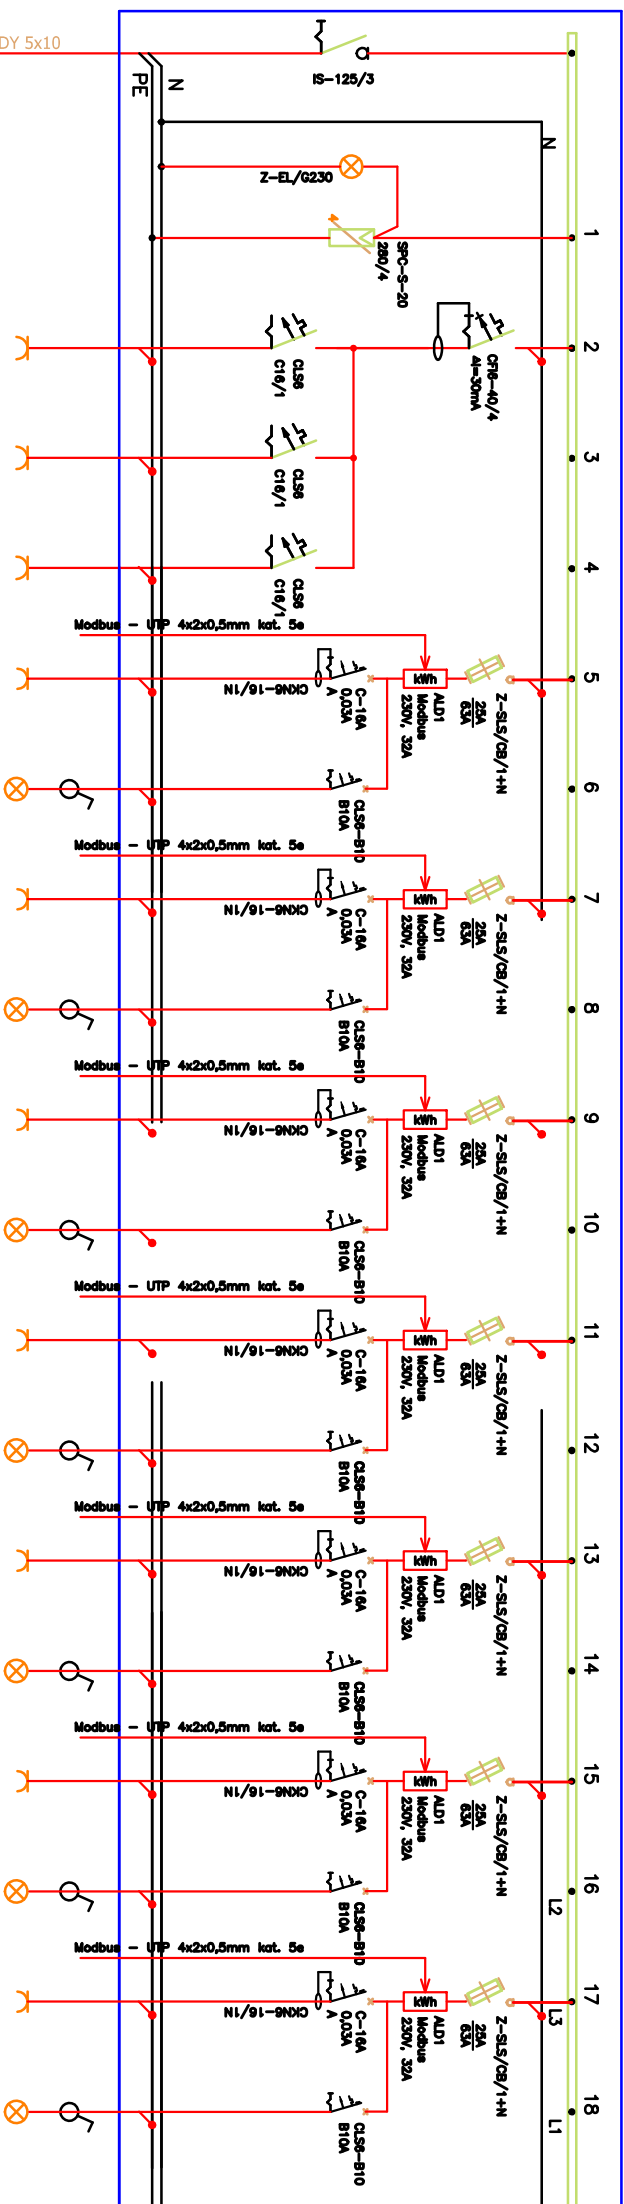 DY 5x10
IS-125/3
N
PE
N
Z-EL/G230
1
SPC-S-20
280/4
2
CFI6-40/4
ΔI=30mA
CLS6
C16/1
3
CLS6
C16/1
4
CLS6
C16/1
Modbus - UTP 4x2x0,5mm kat. 5e
5
Z-SLS/CB/1+N
25A
63A
kWh
ALD1
Modbus
230V, 32A
C-16A
0,03A
A
CKN6-16/1N
6
CLS6-B10
B10A
Modbus - UTP 4x2x0,5mm kat. 5e
7
Z-SLS/CB/1+N
25A
63A
kWh
ALD1
Modbus
230V, 32A
C-16A
0,03A
A
CKN6-16/1N
8
CLS6-B10
B10A
Modbus - UTP 4x2x0,5mm kat. 5e
9
Z-SLS/CB/1+N
25A
63A
kWh
ALD1
Modbus
230V, 32A
C-16A
0,03A
A
CKN6-16/1N
10
CLS6-B10
B10A
Modbus - UTP 4x2x0,5mm kat. 5e
11
Z-SLS/CB/1+N
25A
63A
kWh
ALD1
Modbus
230V, 32A
C-16A
0,03A
A
CKN6-16/1N
12
CLS6-B10
B10A
Modbus - UTP 4x2x0,5mm kat. 5e
13
Z-SLS/CB/1+N
25A
63A
kWh
ALD1
Modbus
230V, 32A
C-16A
0,03A
A
CKN6-16/1N
14
CLS6-B10
B10A
Modbus - UTP 4x2x0,5mm kat. 5e
15
Z-SLS/CB/1+N
25A
63A
kWh
ALD1
Modbus
230V, 32A
C-16A
0,03A
A
CKN6-16/1N
16
L2
CLS6-B10
B10A
Modbus - UTP 4x2x0,5mm kat. 5e
17
L3
Z-SLS/CB/1+N
25A
63A
kWh
ALD1
Modbus
230V, 32A
C-16A
0,03A
A
CKN6-16/1N
18
L1
CLS6-B10
B10A